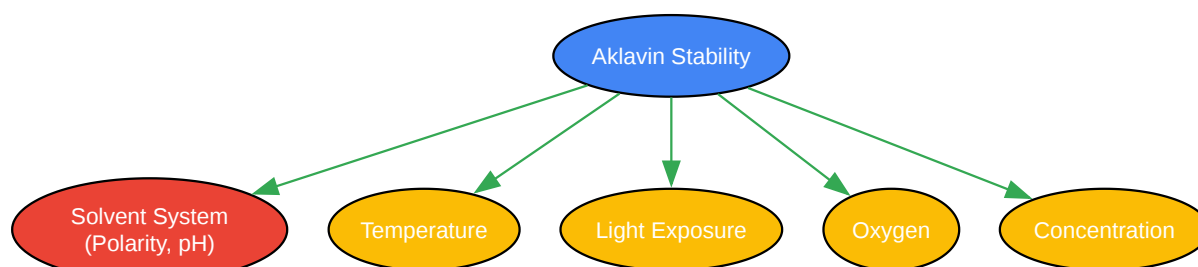 Aklavin Stability
Solvent System
(Polarity, pH)
Temperature
Light Exposure
Oxygen
Concentration